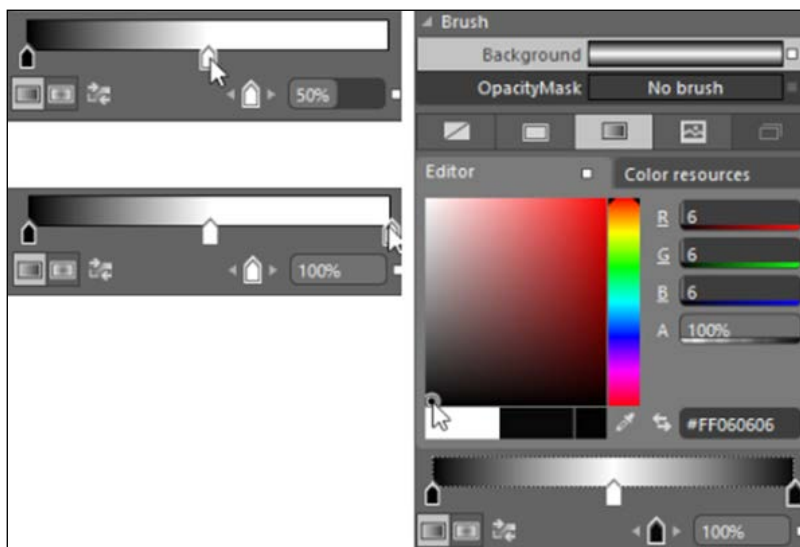 50%
100%
Brush
Background
OpacityMask No brush
Editor Color resources
R 6
G 6
B 6
A 100%
#FF060606
100%